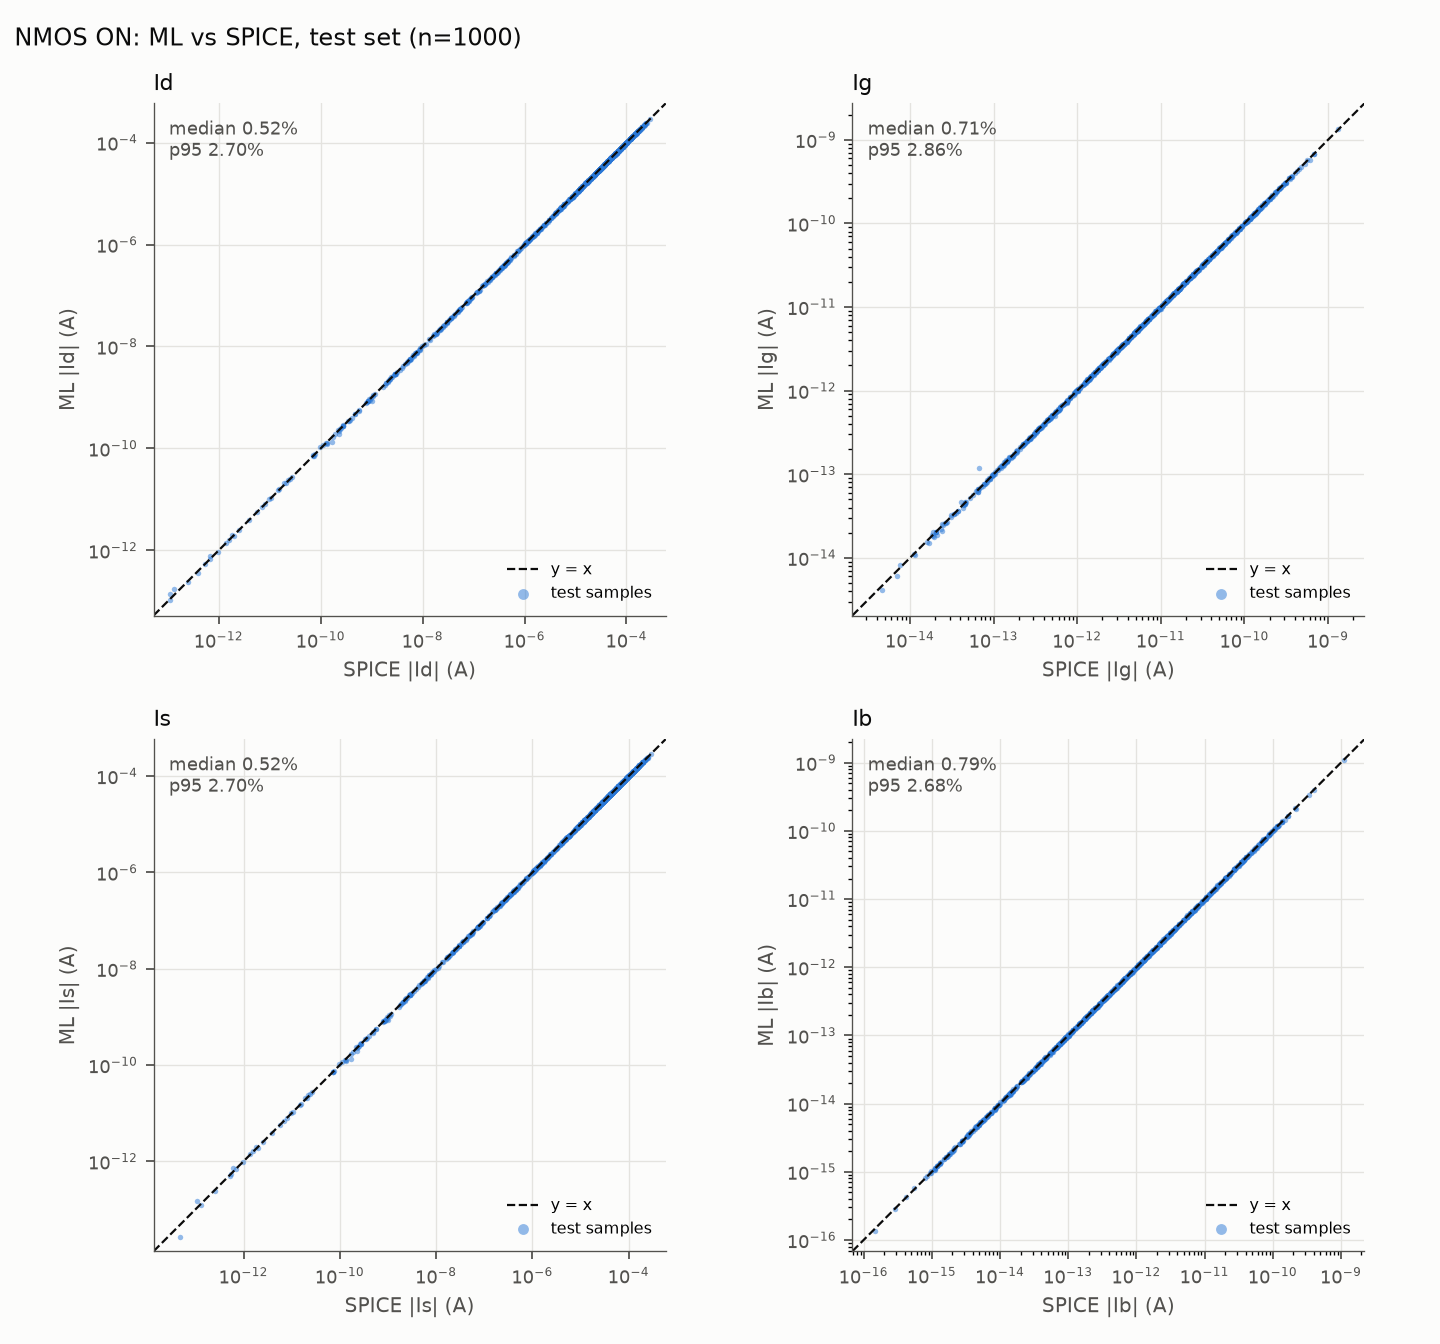 NMOS ON: ML vs SPICE, test set (n=1000)
Id
median 0.52%
p95 2.70%
ML |Id| (A)
10⁻⁴
10⁻⁶
10⁻⁸
10⁻¹⁰
10⁻¹²
y = x
test samples
10⁻¹² 10⁻¹⁰ 10⁻⁸ 10⁻⁶ 10⁻⁴
SPICE |Id| (A)
Ig
median 0.71%
p95 2.86%
ML |Ig| (A)
10⁻⁹
10⁻¹⁰
10⁻¹¹
10⁻¹²
10⁻¹³
10⁻¹⁴
y = x
test samples
10⁻¹⁴ 10⁻¹³ 10⁻¹² 10⁻¹¹ 10⁻¹⁰ 10⁻⁹
SPICE |Ig| (A)
Is
median 0.52%
p95 2.70%
ML |Is| (A)
10⁻⁴
10⁻⁶
10⁻⁸
10⁻¹⁰
10⁻¹²
y = x
test samples
10⁻¹² 10⁻¹⁰ 10⁻⁸ 10⁻⁶ 10⁻⁴
SPICE |Is| (A)
Ib
median 0.79%
p95 2.68%
ML |Ib| (A)
10⁻⁹
10⁻¹⁰
10⁻¹¹
10⁻¹²
10⁻¹³
10⁻¹⁴
10⁻¹⁵
10⁻¹⁶
y = x
test samples
10⁻¹⁶ 10⁻¹⁵ 10⁻¹⁴ 10⁻¹³ 10⁻¹² 10⁻¹¹ 10⁻¹⁰ 10⁻⁹
SPICE |Ib| (A)